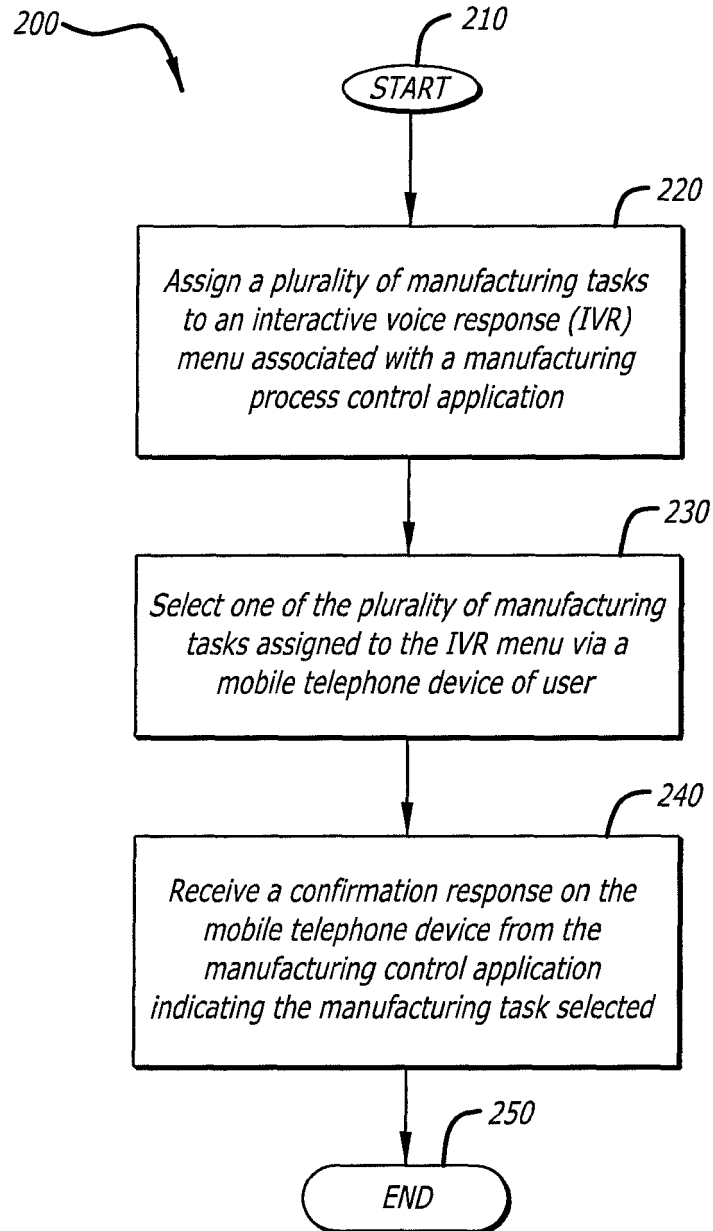 200
210
START
220
Assign a plurality of manufacturing tasks
to an interactive voice response (IVR)
menu associated with a manufacturing
process control application
230
Select one of the plurality of manufacturing
tasks assigned to the IVR menu via a
mobile telephone device of user
240
Receive a confirmation response on the
mobile telephone device from the
manufacturing control application
indicating the manufacturing task selected
250
END